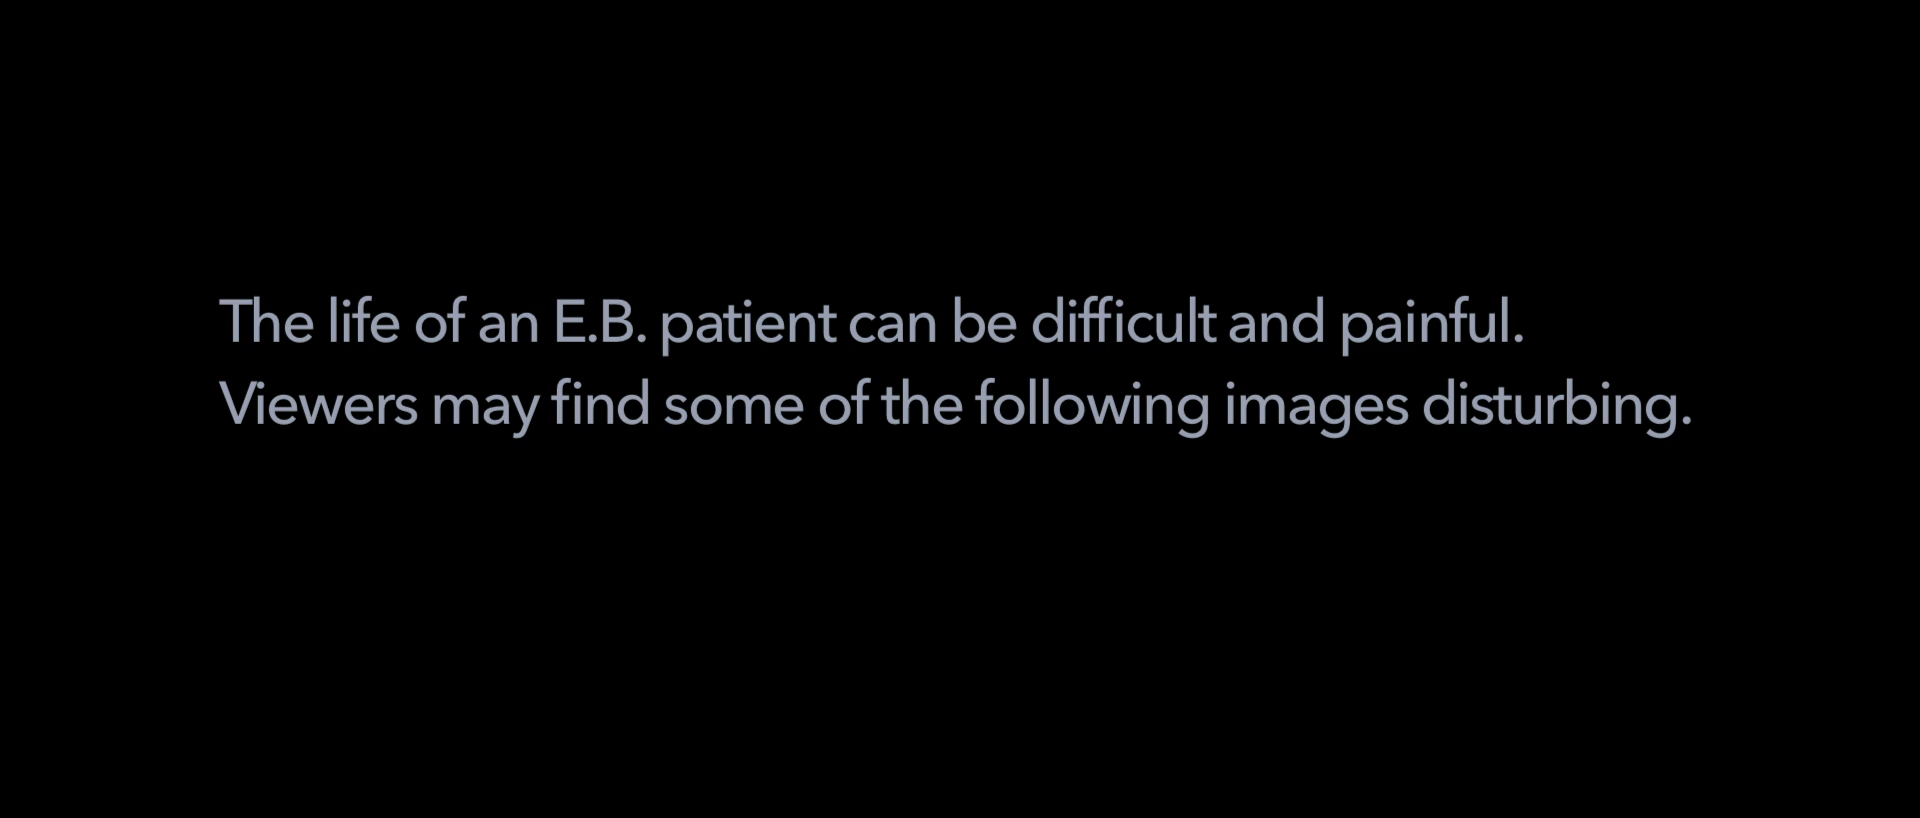 The life of an E.B. patient can be difficult and painful.
Viewers may find some of the following images disturbing.